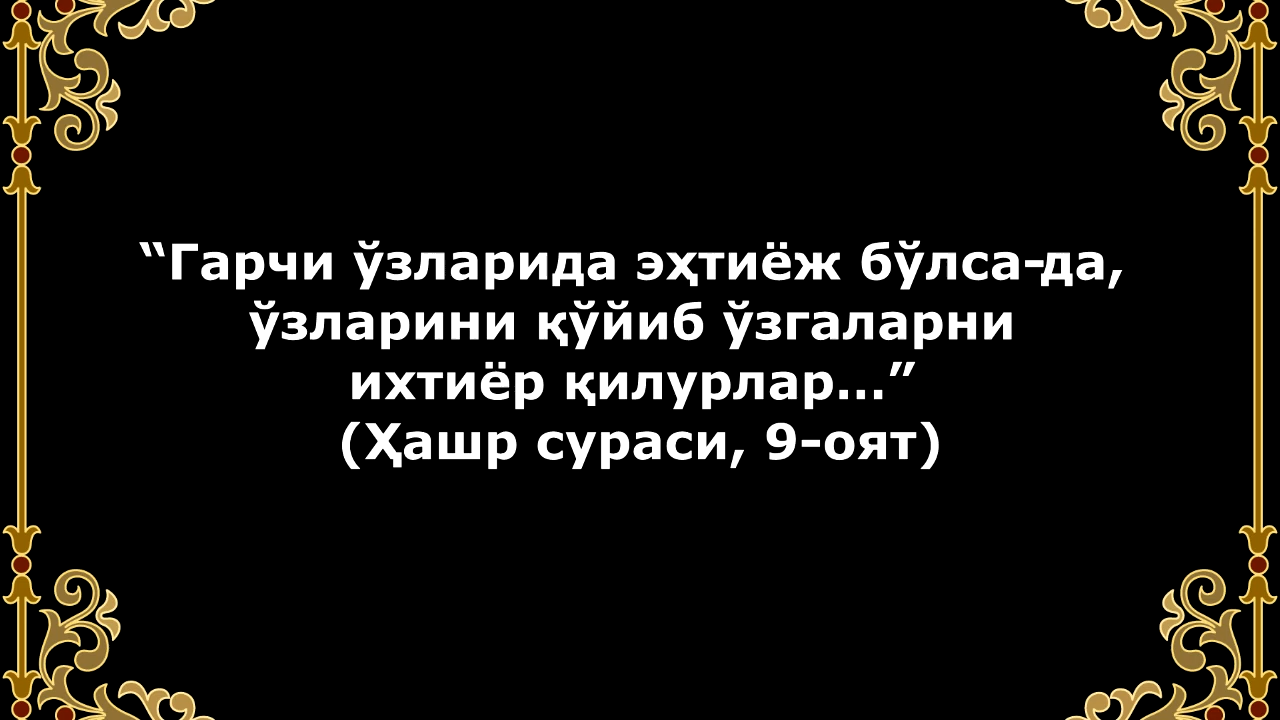 “Гарчи ўзларида эҳтиёж бўлса-да,
ўзларини қўйиб ўзгаларни
ихтиёр қилурлар...”
(Ҳашр сураси, 9-оят)